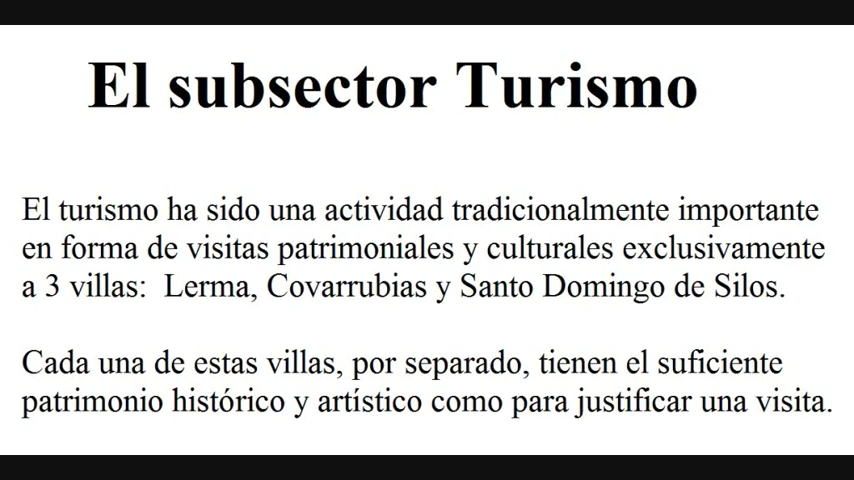 El subsector Turismo
El turismo ha sido una actividad tradicionalmente importante
en forma de visitas patrimoniales y culturales exclusivamente
a 3 villas:  Lerma, Covarrubias y Santo Domingo de Silos.
Cada una de estas villas, por separado, tienen el suficiente
patrimonio histórico y artístico como para justificar una visita.